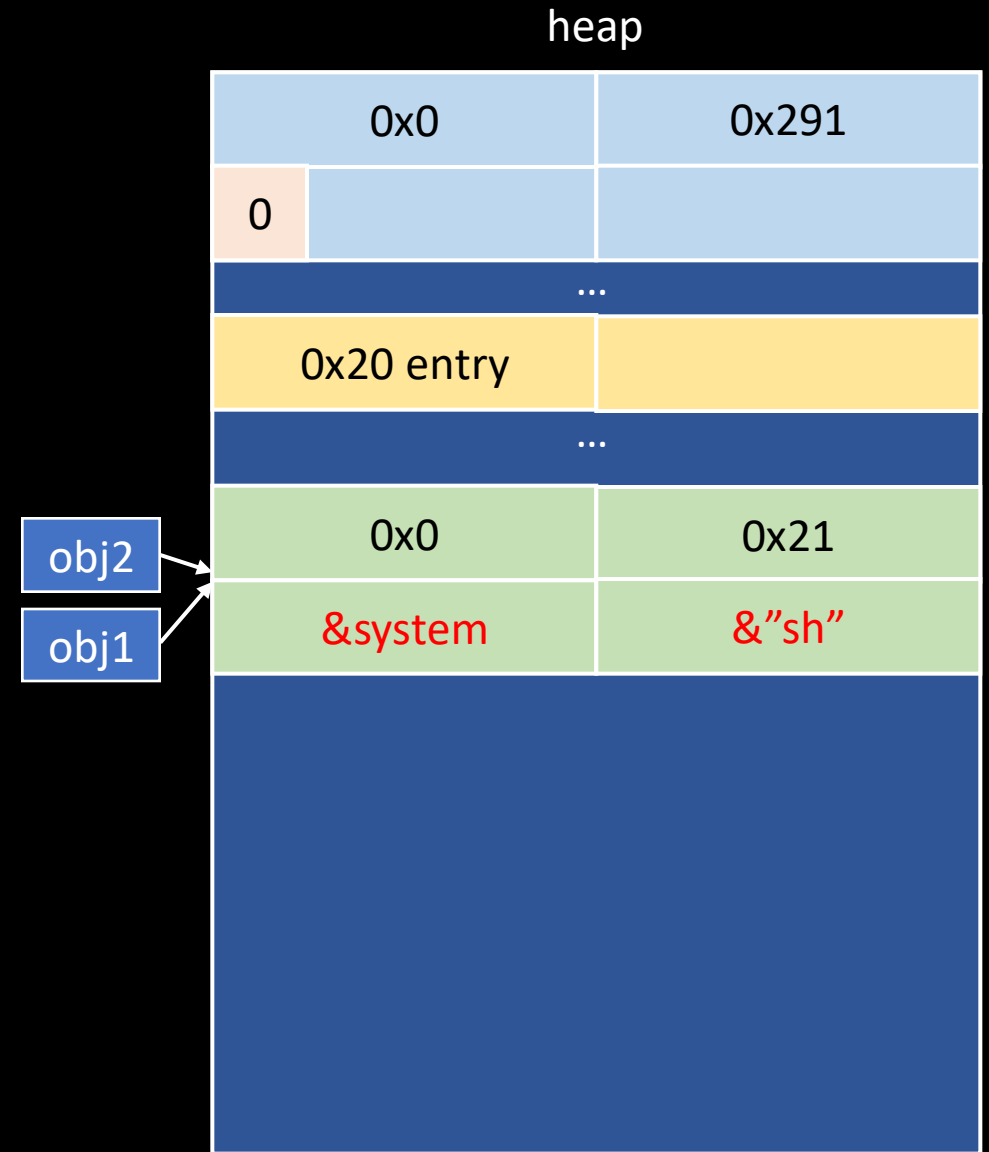 heap
0x0 0x291
0
...
0x20 entry
...
0x0 0x21
obj2
&system &”sh”
obj1